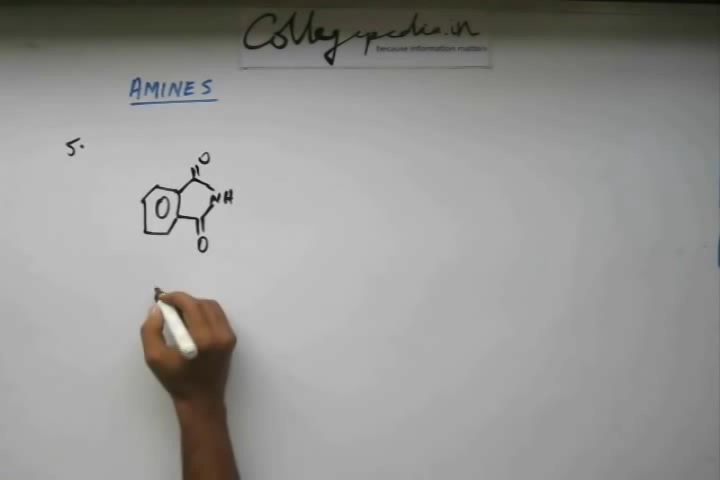 Collegepedia.in
because information matters
AMINES
5.
O
NH
O